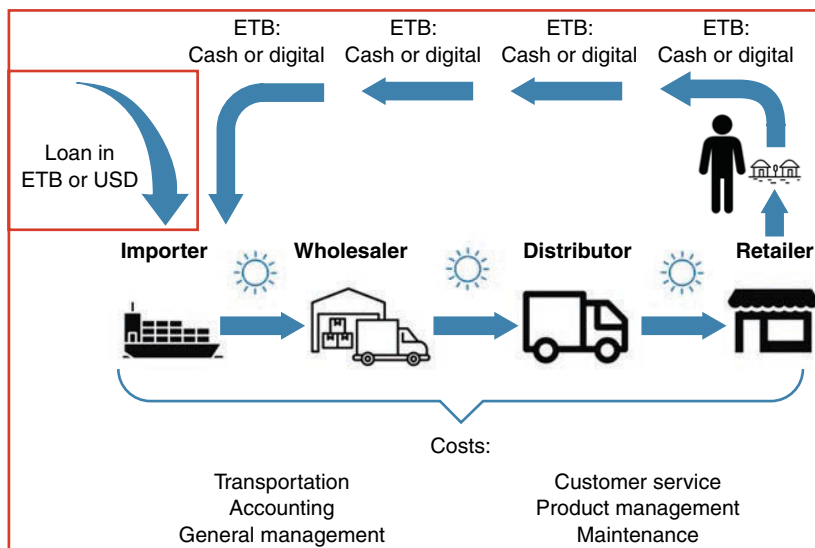 ETB:
Cash or digital
ETB:
Cash or digital
ETB:
Cash or digital
ETB:
Cash or digital
Loan in
ETB or USD
Importer
Wholesaler
Distributor
Retailer
Costs:
Transportation
Accounting
General management
Customer service
Product management
Maintenance